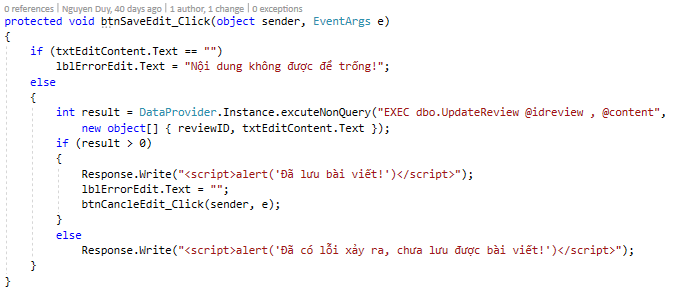 0 references | Nguyen Duy, 40 days ago | 1 author, 1 change | 0 exceptions
protected void btnSaveEdit_Click(object sender, EventArgs e)
{
    if (txtEditContent.Text == "")
        lblErrorEdit.Text = "Nội dung không được để trống!";
    else
    {
        int result = DataProvider.Instance.excuteNonQuery("EXEC dbo.UpdateReview @idreview , @content",
            new object[] { reviewID, txtEditContent.Text });
        if (result > 0)
        {
            Response.Write("<script>alert('Đã lưu bài viết!')</script>");
            lblErrorEdit.Text = "";
            btnCancleEdit_Click(sender, e);
        }
        else
            Response.Write("<script>alert('Đã có lỗi xảy ra, chưa lưu được bài viết!')</script>");
    }
}